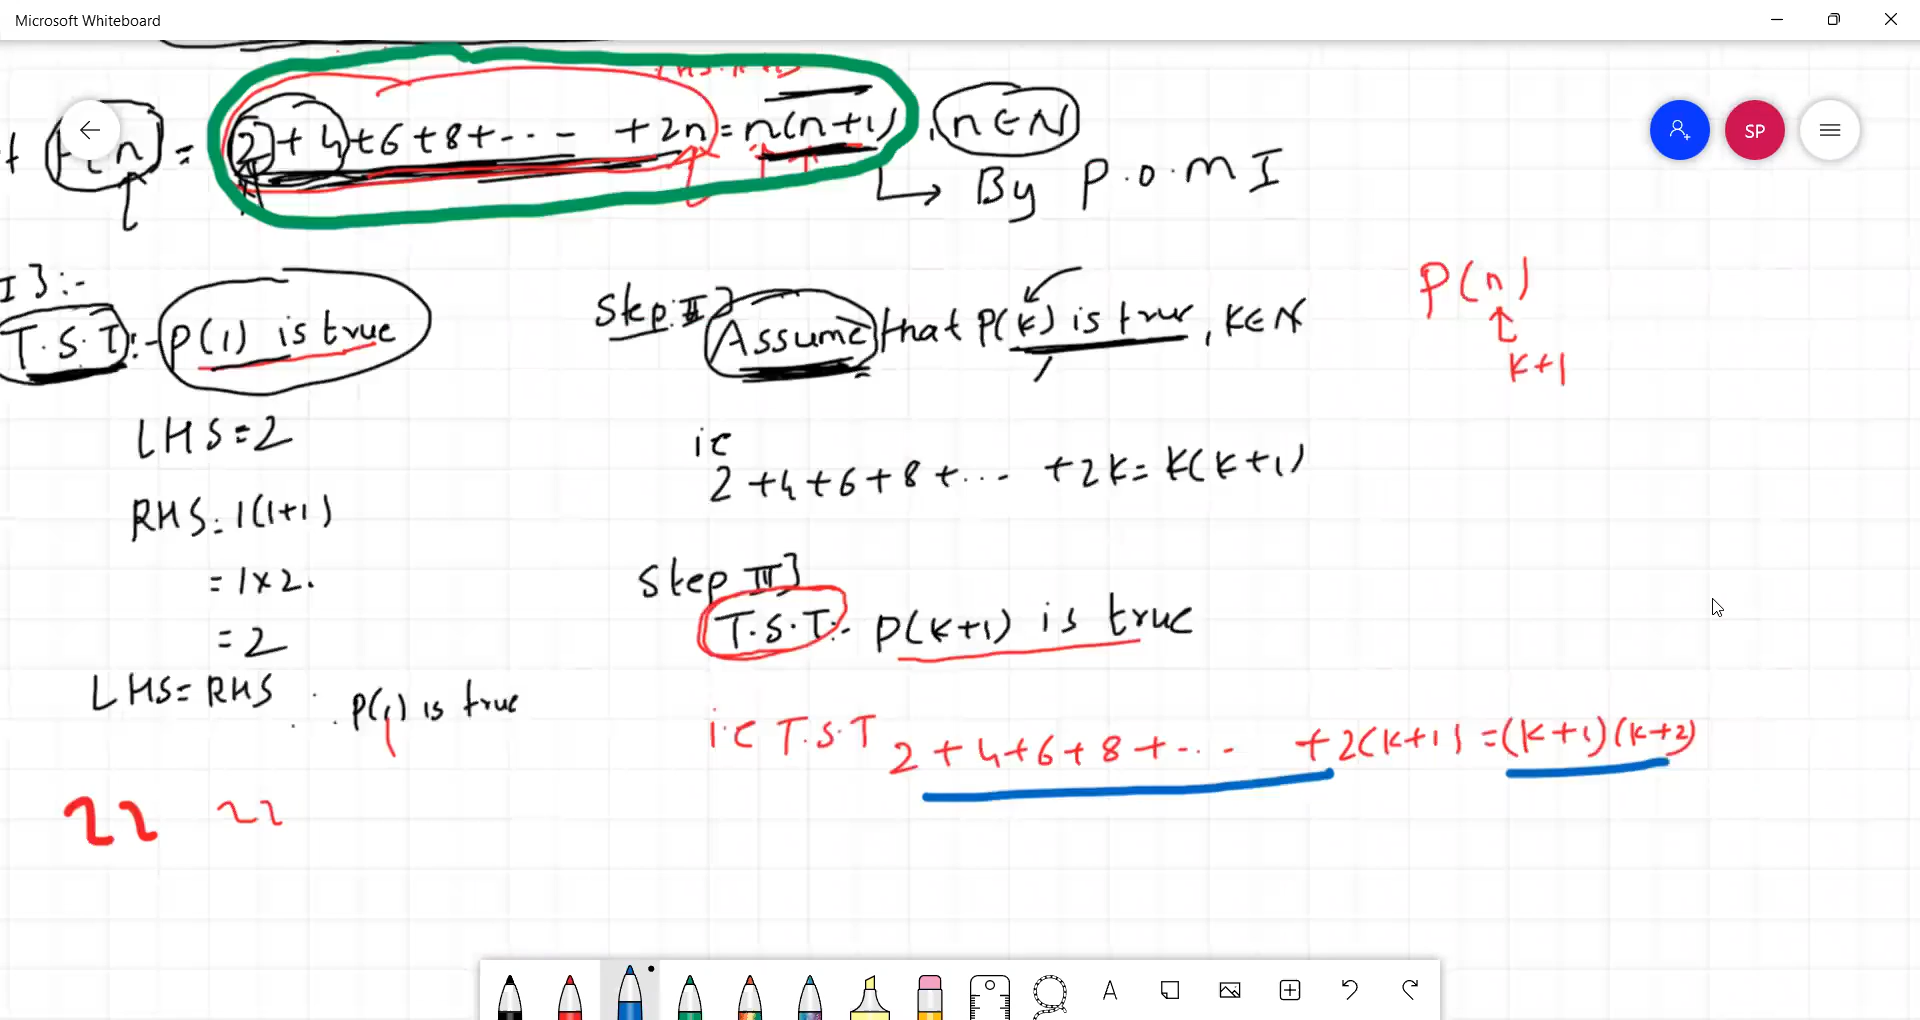 Microsoft Whiteboard
2 + 4 + 6 + 8 + ... + 2n = n(n+1), n∈N
By P.O.M I
SP
I]:-
T.S.T:- P(1) is true
LHS = 2
RHS = 1(1+1)
= 1×2.
= 2
LHS = RHS ∴ P(1) is true
22 22
Step II]
Assume that P(k) is true, K∈N
ie
2 + 4 + 6 + 8 + ... + 2K = K(K+1)
Step III]
T.S.T:- P(K+1) is true
i.e T.S.T 2 + 4 + 6 + 8 + ... + 2(K+1) = (K+1)(K+2)
P(n)
K+1
A